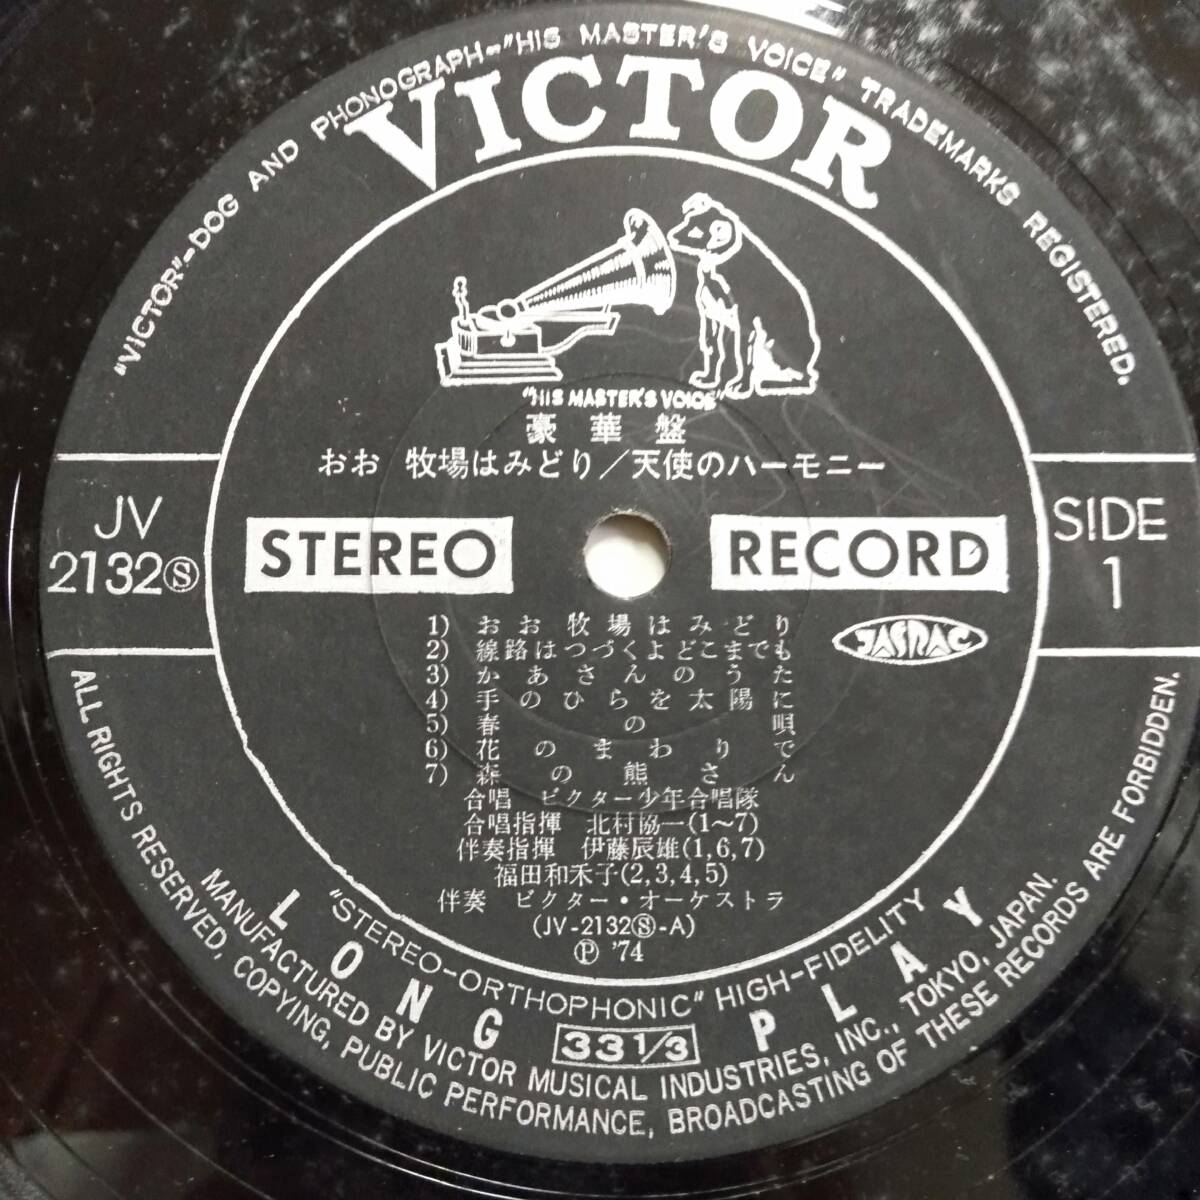 "VICTOR"-DOG AND PHONOGRAPH-"HIS MASTER'S VOICE" TRADEMARKS REGISTERED.
VICTOR
"HIS MASTER'S VOICE"
豪華盤
おお 牧場はみどり/天使のハーモニー
JV
2132Ⓢ
STEREO RECORD
SIDE
1
JASRAC
1) おお牧場はみどり
2) 線路はつづくよどこまでも
3) かあさんのうた
4) 手のひらを太陽に
5) 春の唄
6) 花のまわりで
7) 森の熊さん
合唱 ビクター少年合唱隊
合唱指揮 北村協一(1〜7)
伴奏指揮 伊藤辰雄(1,6,7)
福田和禾子(2,3,4,5)
伴奏 ビクター・オーケストラ
(JV-2132Ⓢ-A)
Ⓟ '74
"STEREO-ORTHOPHONIC" HIGH-FIDELITY
LONG 33 1/3 PLAY
MANUFACTURED BY VICTOR MUSICAL INDUSTRIES, INC., TOKYO, JAPAN.
ALL RIGHTS RESERVED, COPYING, PUBLIC PERFORMANCE, BROADCASTING OF THESE RECORDS ARE FORBIDDEN.